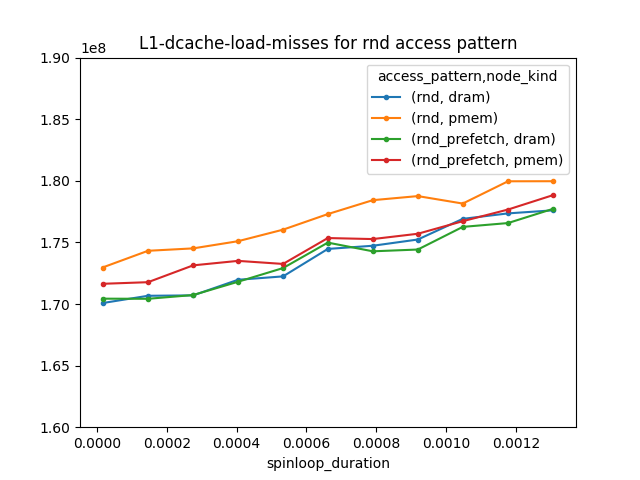 L1-dcache-load-misses for rnd access pattern
1e8
1.90
1.85
1.80
1.75
1.70
1.65
1.60
access_pattern,node_kind
(rnd, dram)
(rnd, pmem)
(rnd_prefetch, dram)
(rnd_prefetch, pmem)
0.0000 0.0002 0.0004 0.0006 0.0008 0.0010 0.0012
spinloop_duration